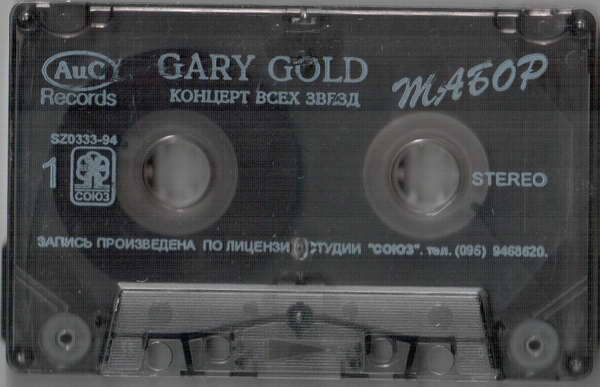 AuC Records
GARY GOLD
КОНЦЕРТ ВСЕХ ЗВЕЗД
ТАБОР
SZD333-94
1
СОЮЗ
STEREO
ЗАПИСЬ ПРОИЗВЕДЕНА ПО ЛИЦЕНЗИИ СТУДИИ "СОЮЗ". тел. (095) 9468620.